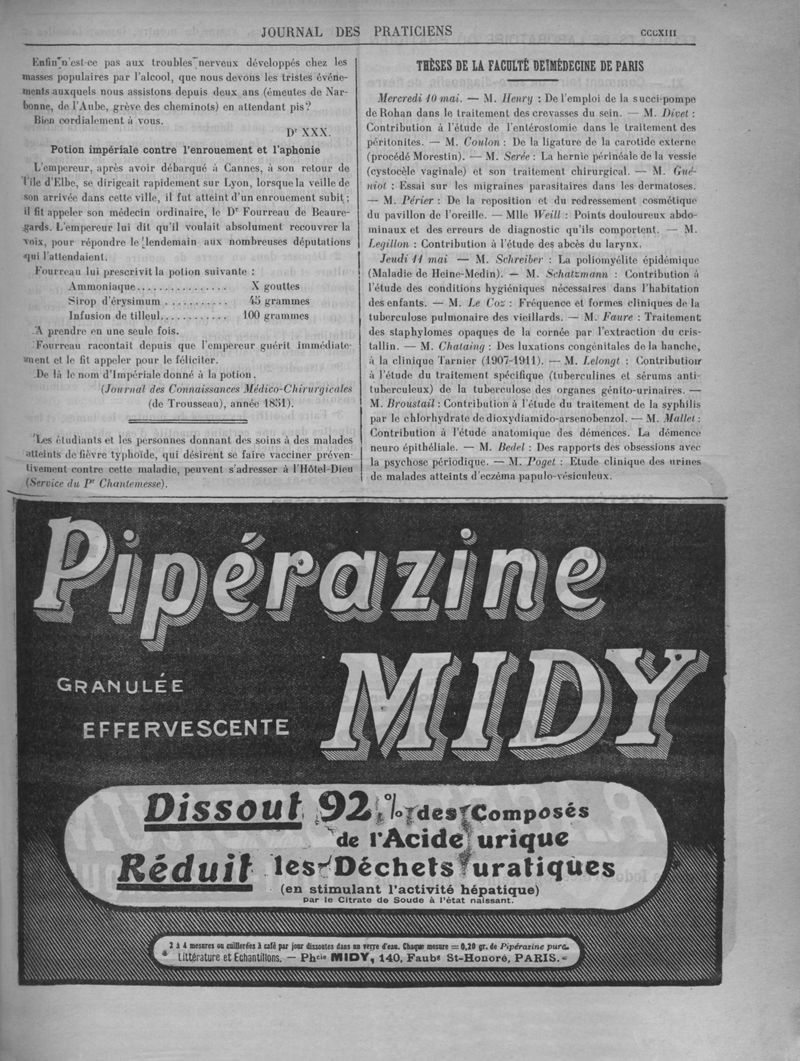 JOURNAL DES PRATICIENS
CCCXIII
Enfin n'est-ce pas aux troubles nerveux développés chez les
masses populaires par l'alcool, que nous devons les tristes événe-
ments auxquels nous assistons depuis deux ans (émeutes de Nar-
bonne, de l'Aube, grève des cheminots) en attendant pis?
Bien cordialement à vous.
Dr XXX.
Potion impériale contre l'enrouement et l'aphonie
L'empereur, après avoir débarqué à Cannes, à son retour de
l'île d'Elbe, se dirigeait rapidement sur Lyon, lorsque la veille de
son arrivée dans cette ville, il fut atteint d'un enrouement subit;
il fit appeler son médecin ordinaire, le Dr Fourreau de Beaure-
gards. L'empereur lui dit qu'il voulait absolument recouvrer la
voix, pour répondre le lendemain aux nombreuses députations
qui l'attendaient.
Fourreau lui prescrivit la potion suivante :
Ammoniaque................ X gouttes
Sirop d'érysimum ........... 45 grammes
Infusion de tilleul............ 100 grammes
A prendre en une seule fois.
Fourreau racontait depuis que l'empereur guérit immédiate-
ment et le fit appeler pour le féliciter.
De là le nom d'Impériale donné à la potion.
(Journal des Connaissances Médico-Chirurgicales
(de Trousseau), année 1851).
Les étudiants et les personnes donnant des soins à des malades
atteints de fièvre typhoïde, qui désirent se faire vacciner préven-
tivement contre cette maladie, peuvent s'adresser à l'Hôtel-Dieu
(Service du Pr Chantemesse).
THÈSES DE LA FACULTÉ DE MÉDECINE DE PARIS
Mercredi 10 mai. — M. Henry : De l'emploi de la succi-pompe
de Rohan dans le traitement des crevasses du sein. — M. Divet :
Contribution à l'étude de l'entérostomie dans le traitement des
péritonites. — M. Coulon : De la ligature de la carotide externe
(procédé Morestin). — M. Serée : La hernie périnéale de la vessie
(cystocèle vaginale) et son traitement chirurgical. — M. Gué-
niot : Essai sur les migraines parasitaires dans les dermatoses.
— M. Périer : De la reposition et du redressement cosmétique
du pavillon de l'oreille. — Mlle Weill : Points douloureux abdo-
minaux et des erreurs de diagnostic qu'ils comportent. — M.
Legillon : Contribution à l'étude des abcès du larynx.
Jeudi 11 mai — M. Schreiber : La poliomyélite épidémique
(Maladie de Heine-Medin). — M. Schatzmann : Contribution à
l'étude des conditions hygiéniques nécessaires dans l'habitation
des enfants. — M. Le Coz : Fréquence et formes cliniques de la
tuberculose pulmonaire des vieillards. — M. Faure : Traitement
des staphylomes opaques de la cornée par l'extraction du cris-
tallin. — M. Chataing : Des luxations congénitales de la hanche,
à la clinique Tarnier (1907-1911). — M. Lelongt : Contribution
à l'étude du traitement spécifique (tuberculines et sérums anti-
tuberculeux) de la tuberculose des organes génito-urinaires. —
M. Broustail : Contribution à l'étude du traitement de la syphilis
par le chlorhydrate de dioxydiamido-arsenobenzol. — M. Mallet :
Contribution à l'étude anatomique des démences. La démence
neuro épithéliale. — M. Bedel : Des rapports des obsessions avec
la psychose périodique. — M. Poget : Etude clinique des urines
de malades atteints d'eczéma papulo-vésiculeux.
Pipérazine
MIDY
GRANULÉE
EFFERVESCENTE
Dissout 92 % des Composés
de l'Acide urique
Réduit les Déchets uratiques
(en stimulant l'activité hépatique)
par le Citrate de Soude à l'état naissant.
2 à 4 mesures ou cuillerées à café par jour dissoutes dans un verre d'eau. Chaque mesure = 0,20 gr. de Pipérazine pure.
Littérature et Echantillons. — Phcie MIDY, 140, Faubg St-Honoré, PARIS.